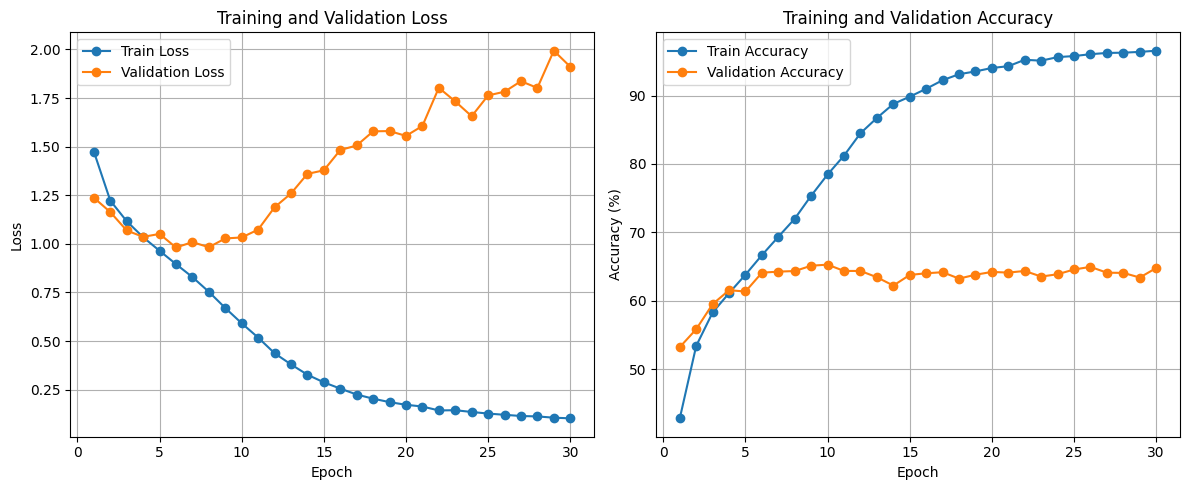 Training and Validation Loss
Train Loss
Validation Loss
2.00
1.75
1.50
1.25
1.00
0.75
0.50
0.25
Loss
0 5 10 15 20 25 30
Epoch
Training and Validation Accuracy
Train Accuracy
Validation Accuracy
90
80
70
60
50
Accuracy (%)
0 5 10 15 20 25 30
Epoch